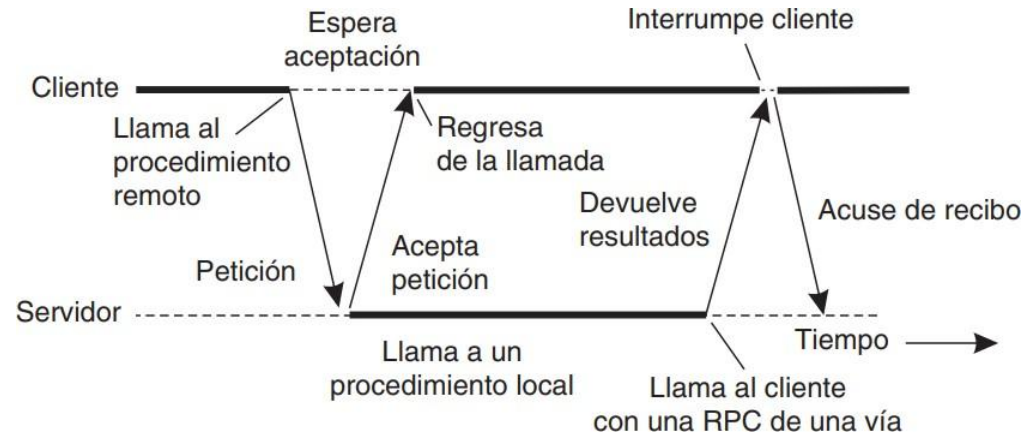 Espera
aceptación
Interrumpe cliente
Cliente
Llama al
procedimiento
remoto
Regresa
de la llamada
Devuelve
resultados
Acuse de recibo
Petición
Acepta
petición
Servidor
Tiempo
Llama a un
procedimiento local
Llama al cliente
con una RPC de una vía